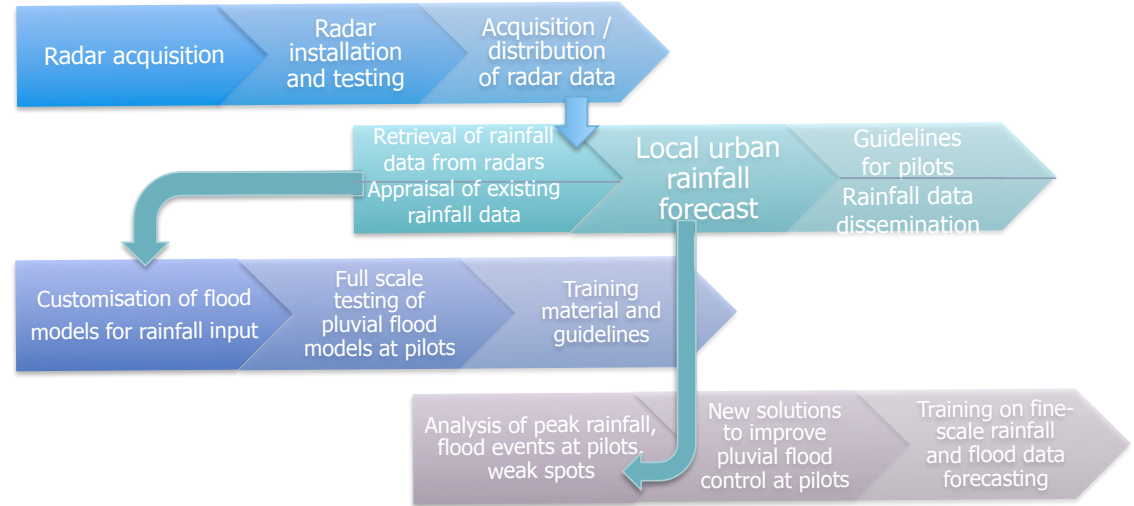 Radar acquisition
Radar
installation
and testing
Acquisition /
distribution
of radar data
Retrieval of rainfall
data from radars
Appraisal of existing
rainfall data
Local urban
rainfall
forecast
Guidelines
for pilots
Rainfall data
dissemination
Customisation of flood
models for rainfall input
Full scale
testing of
pluvial flood
models at pilots
Training
material and
guidelines
Analysis of peak rainfall,
flood events at pilots,
weak spots
New solutions
to improve
pluvial flood
control at pilots
Training on fine-
scale rainfall
and flood data
forecasting